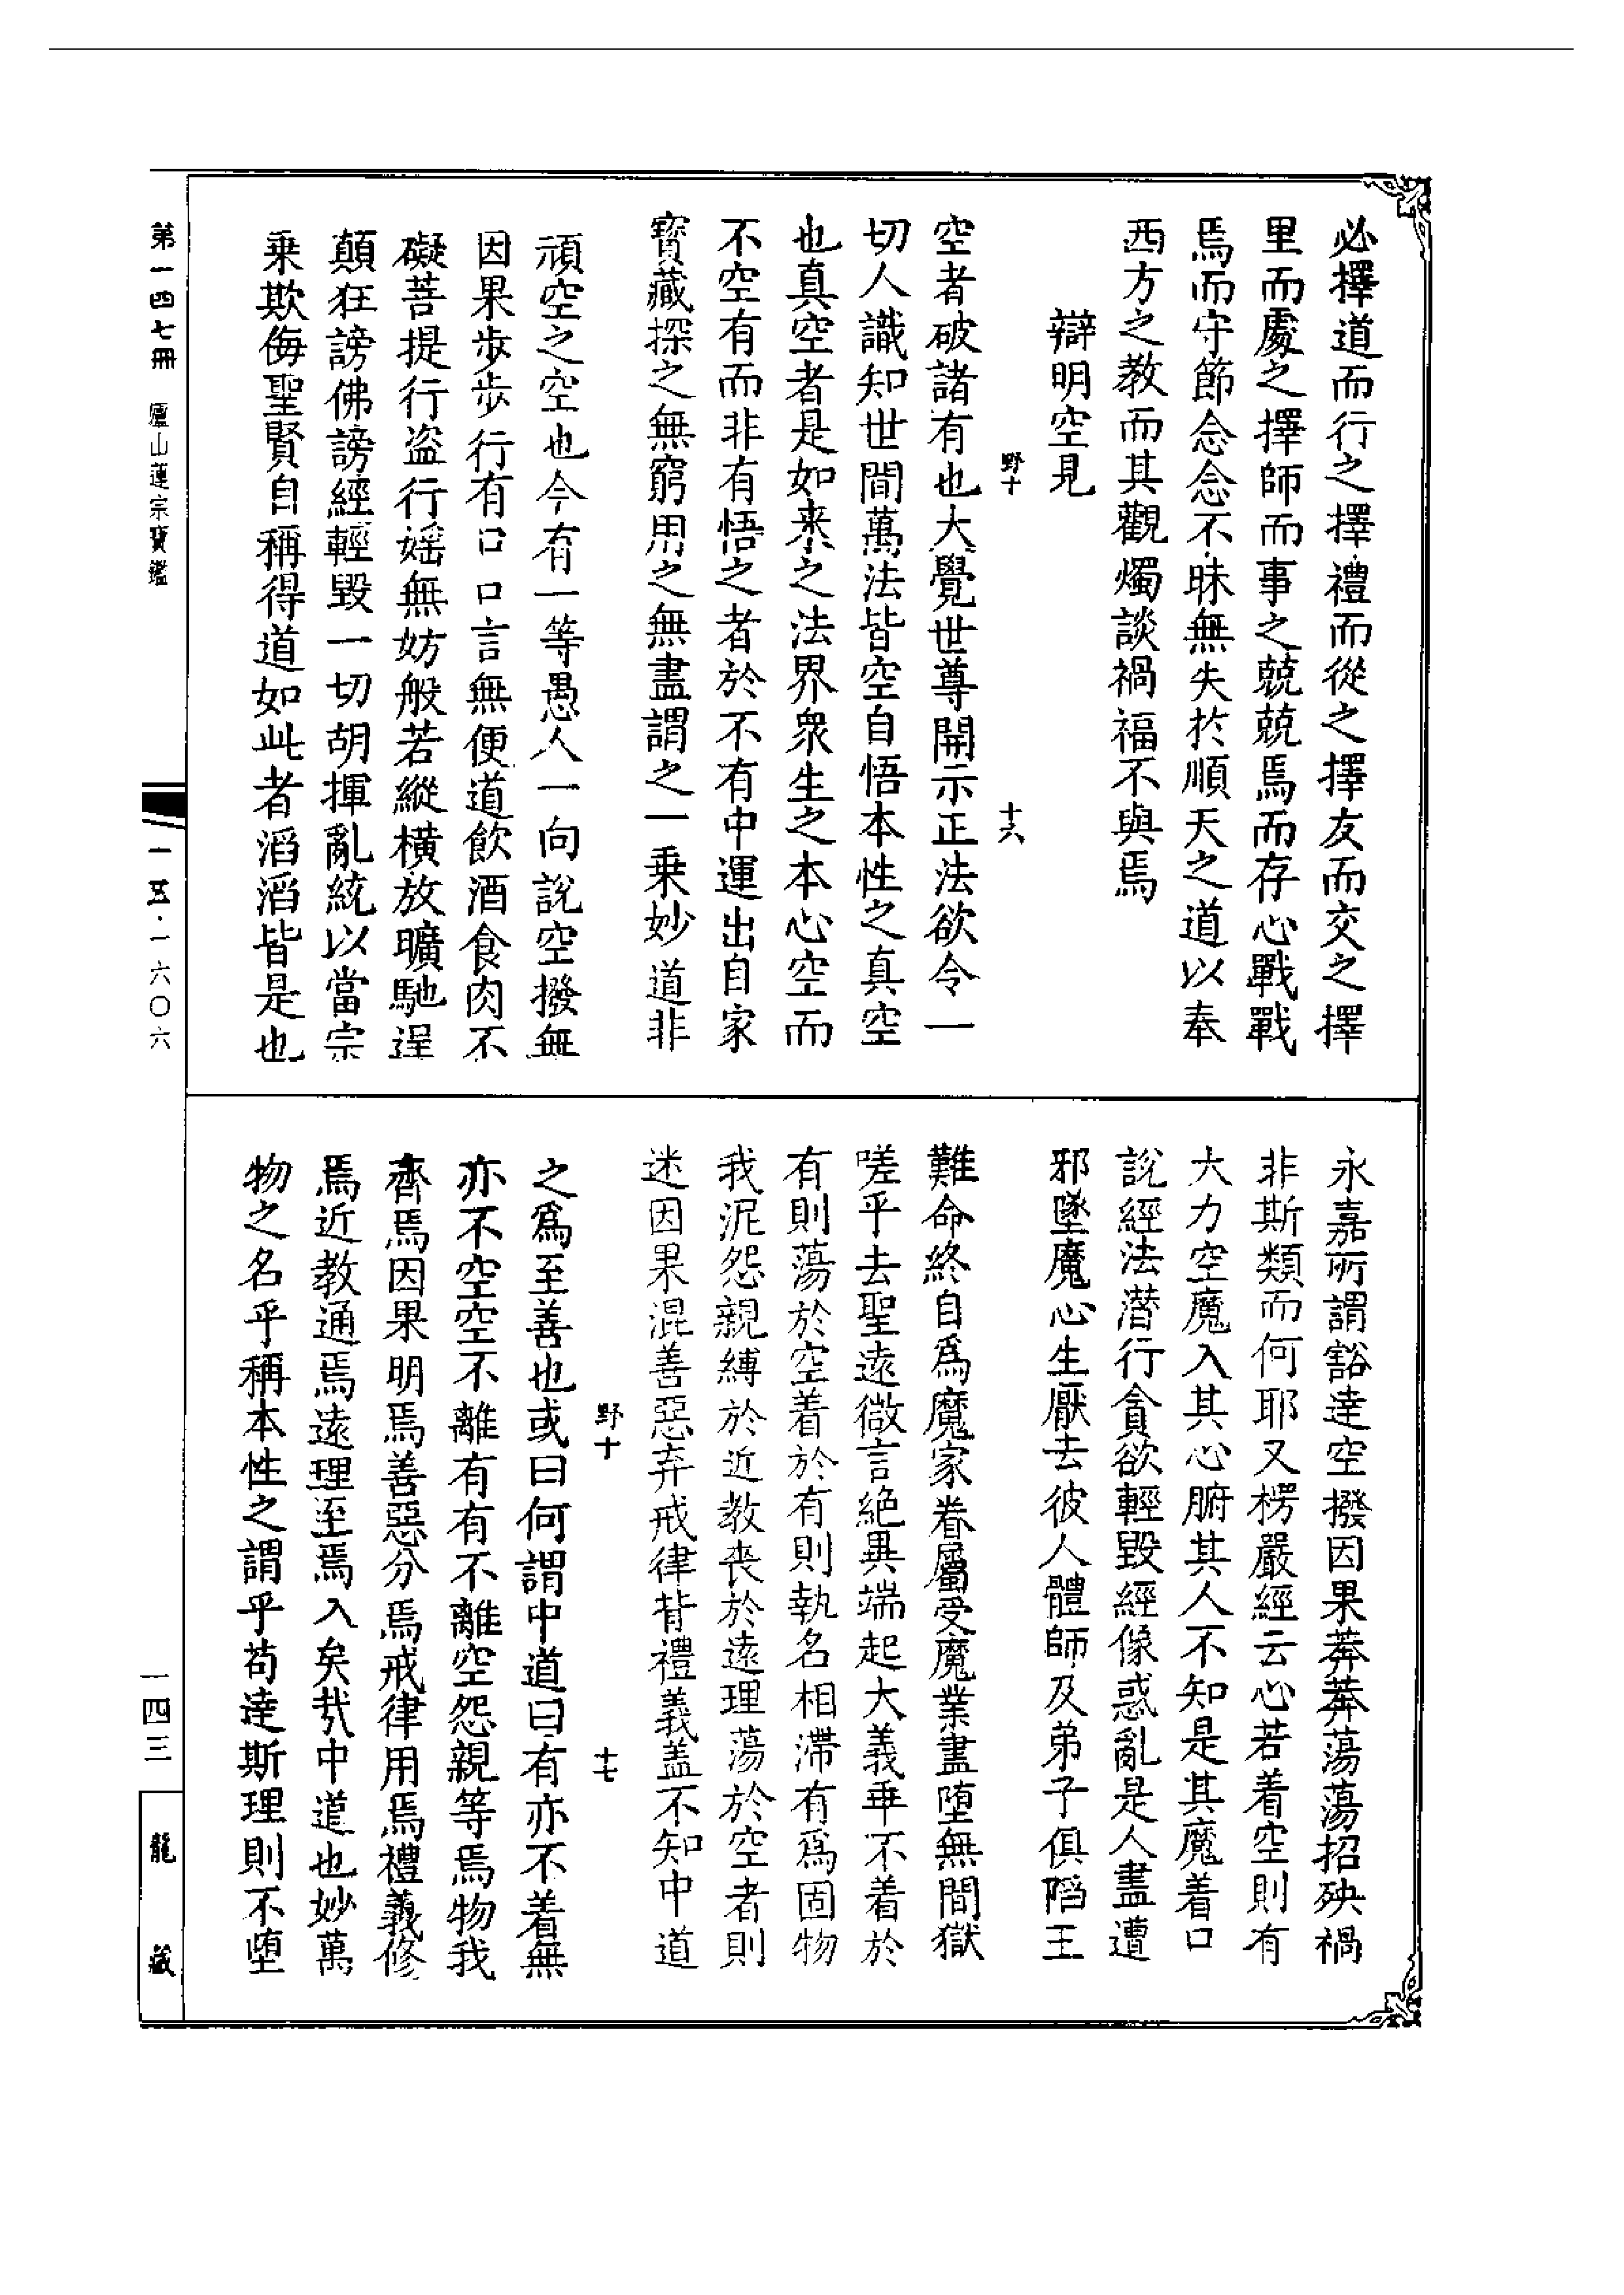 必擇道而行之擇禮而從之擇友而交之擇
里而處之擇師而事之兢兢焉而存心戰戰
焉而守節念念不昧無失於順天之道以奉
西方之教而其觀燭談禍福不與焉
辯明空見
野十
十六
空者破諸有也大覺世尊開示正法欲令一
切人識知世間萬法皆空自悟本性之真空
也真空者是如来之法界衆生之本心空而
不空有而非有悟之者於不有中運出自家
寳藏探之無窮用之無盡謂之一乗妙道非
頑空之空也今有一等愚人一向說空撥無
因果步步行有口口言無便道飲酒食肉不
礙菩提行盗行婬無妨般若縱橫放曠馳逞
顛狂謗佛謗經輕毀一切胡揮亂統以當宗
乗欺侮聖賢自稱得道如此者滔滔皆是也
永嘉所謂豁達空撥因果莽莽蕩蕩招殃禍
非斯類而何耶又楞嚴經云心若着空則有
大力空魔入其心腑其人不知是其魔着口
說經法潜行貪欲輕毀經像惑亂是人盡遭
邪墜魔心生厭去彼人體師及弟子俱陷王
難命終自為魔家眷屬受魔業盡墮無間獄
嗟乎去聖遠微言絶異端起大義乖不着於
有則蕩於空着於有則執名相滯有為固物
我泥怨親縛於近教丧於遠理蕩於空者則
迷因果混善惡弃戒律背禮義盖不知中道
野十
十七
之為至善也或曰何謂中道曰有亦不着無
亦不空空不離有有不離空怨親等焉物我
齊焉因果明焉善惡分焉戒律用焉禮義修
焉近教通焉遠理至焉入矣哉中道也妙萬
物之名乎稱本性之謂乎苟達斯理則不堕
第一四七冊　廬山蓮宗寳鑑
一五·一六〇六
一四三
龍藏